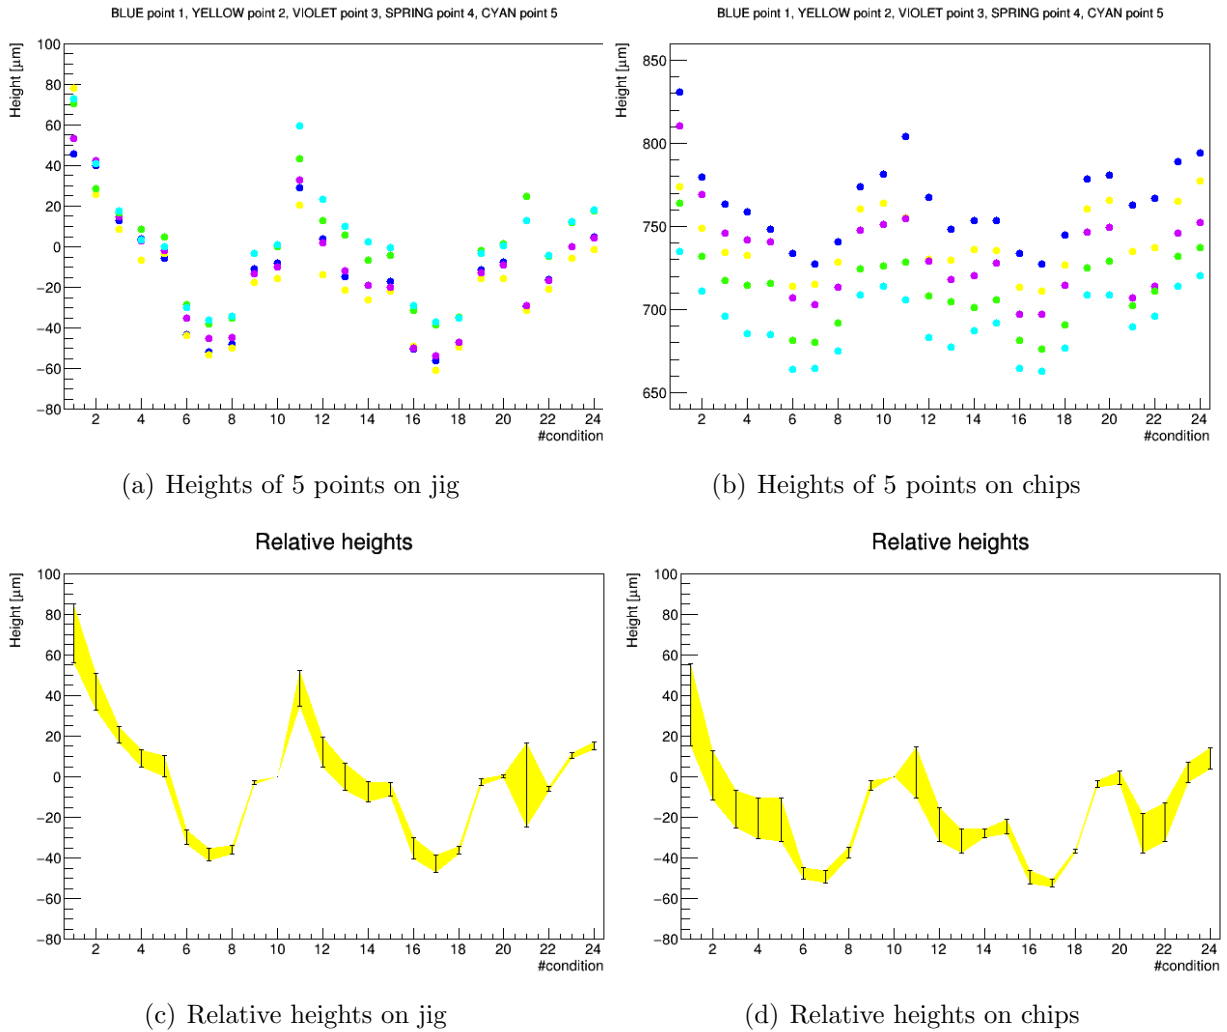 BLUE point 1, YELLOW point 2, VIOLET point 3, SPRING point 4, CYAN point 5
Height [μm]
100
80
60
40
20
0
−20
−40
−60
−80
2 4 6 8 10 12 14 16 18 20 22 24
#condition
(a) Heights of 5 points on jig
BLUE point 1, YELLOW point 2, VIOLET point 3, SPRING point 4, CYAN point 5
Height [μm]
850
800
750
700
650
2 4 6 8 10 12 14 16 18 20 22 24
#condition
(b) Heights of 5 points on chips
Relative heights
Height [μm]
100
80
60
40
20
0
−20
−40
−60
−80
2 4 6 8 10 12 14 16 18 20 22 24
#condition
(c) Relative heights on jig
Relative heights
Height [μm]
100
80
60
40
20
0
−20
−40
−60
−80
2 4 6 8 10 12 14 16 18 20 22 24
#condition
(d) Relative heights on chips